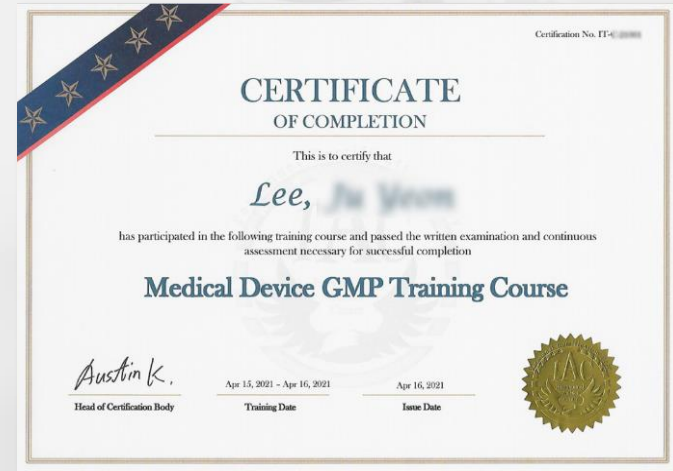 Certification No. IT-
CERTIFICATE
OF COMPLETION
This is to certify that
Lee,
has participated in the following training course and passed the written examination and continuous
assessment necessary for successful completion
Medical Device GMP Training Course
Austin K.
Apr 15, 2021 - Apr 16, 2021
Apr 16, 2021
Head of Certification Body
Training Date
Issue Date
IAC